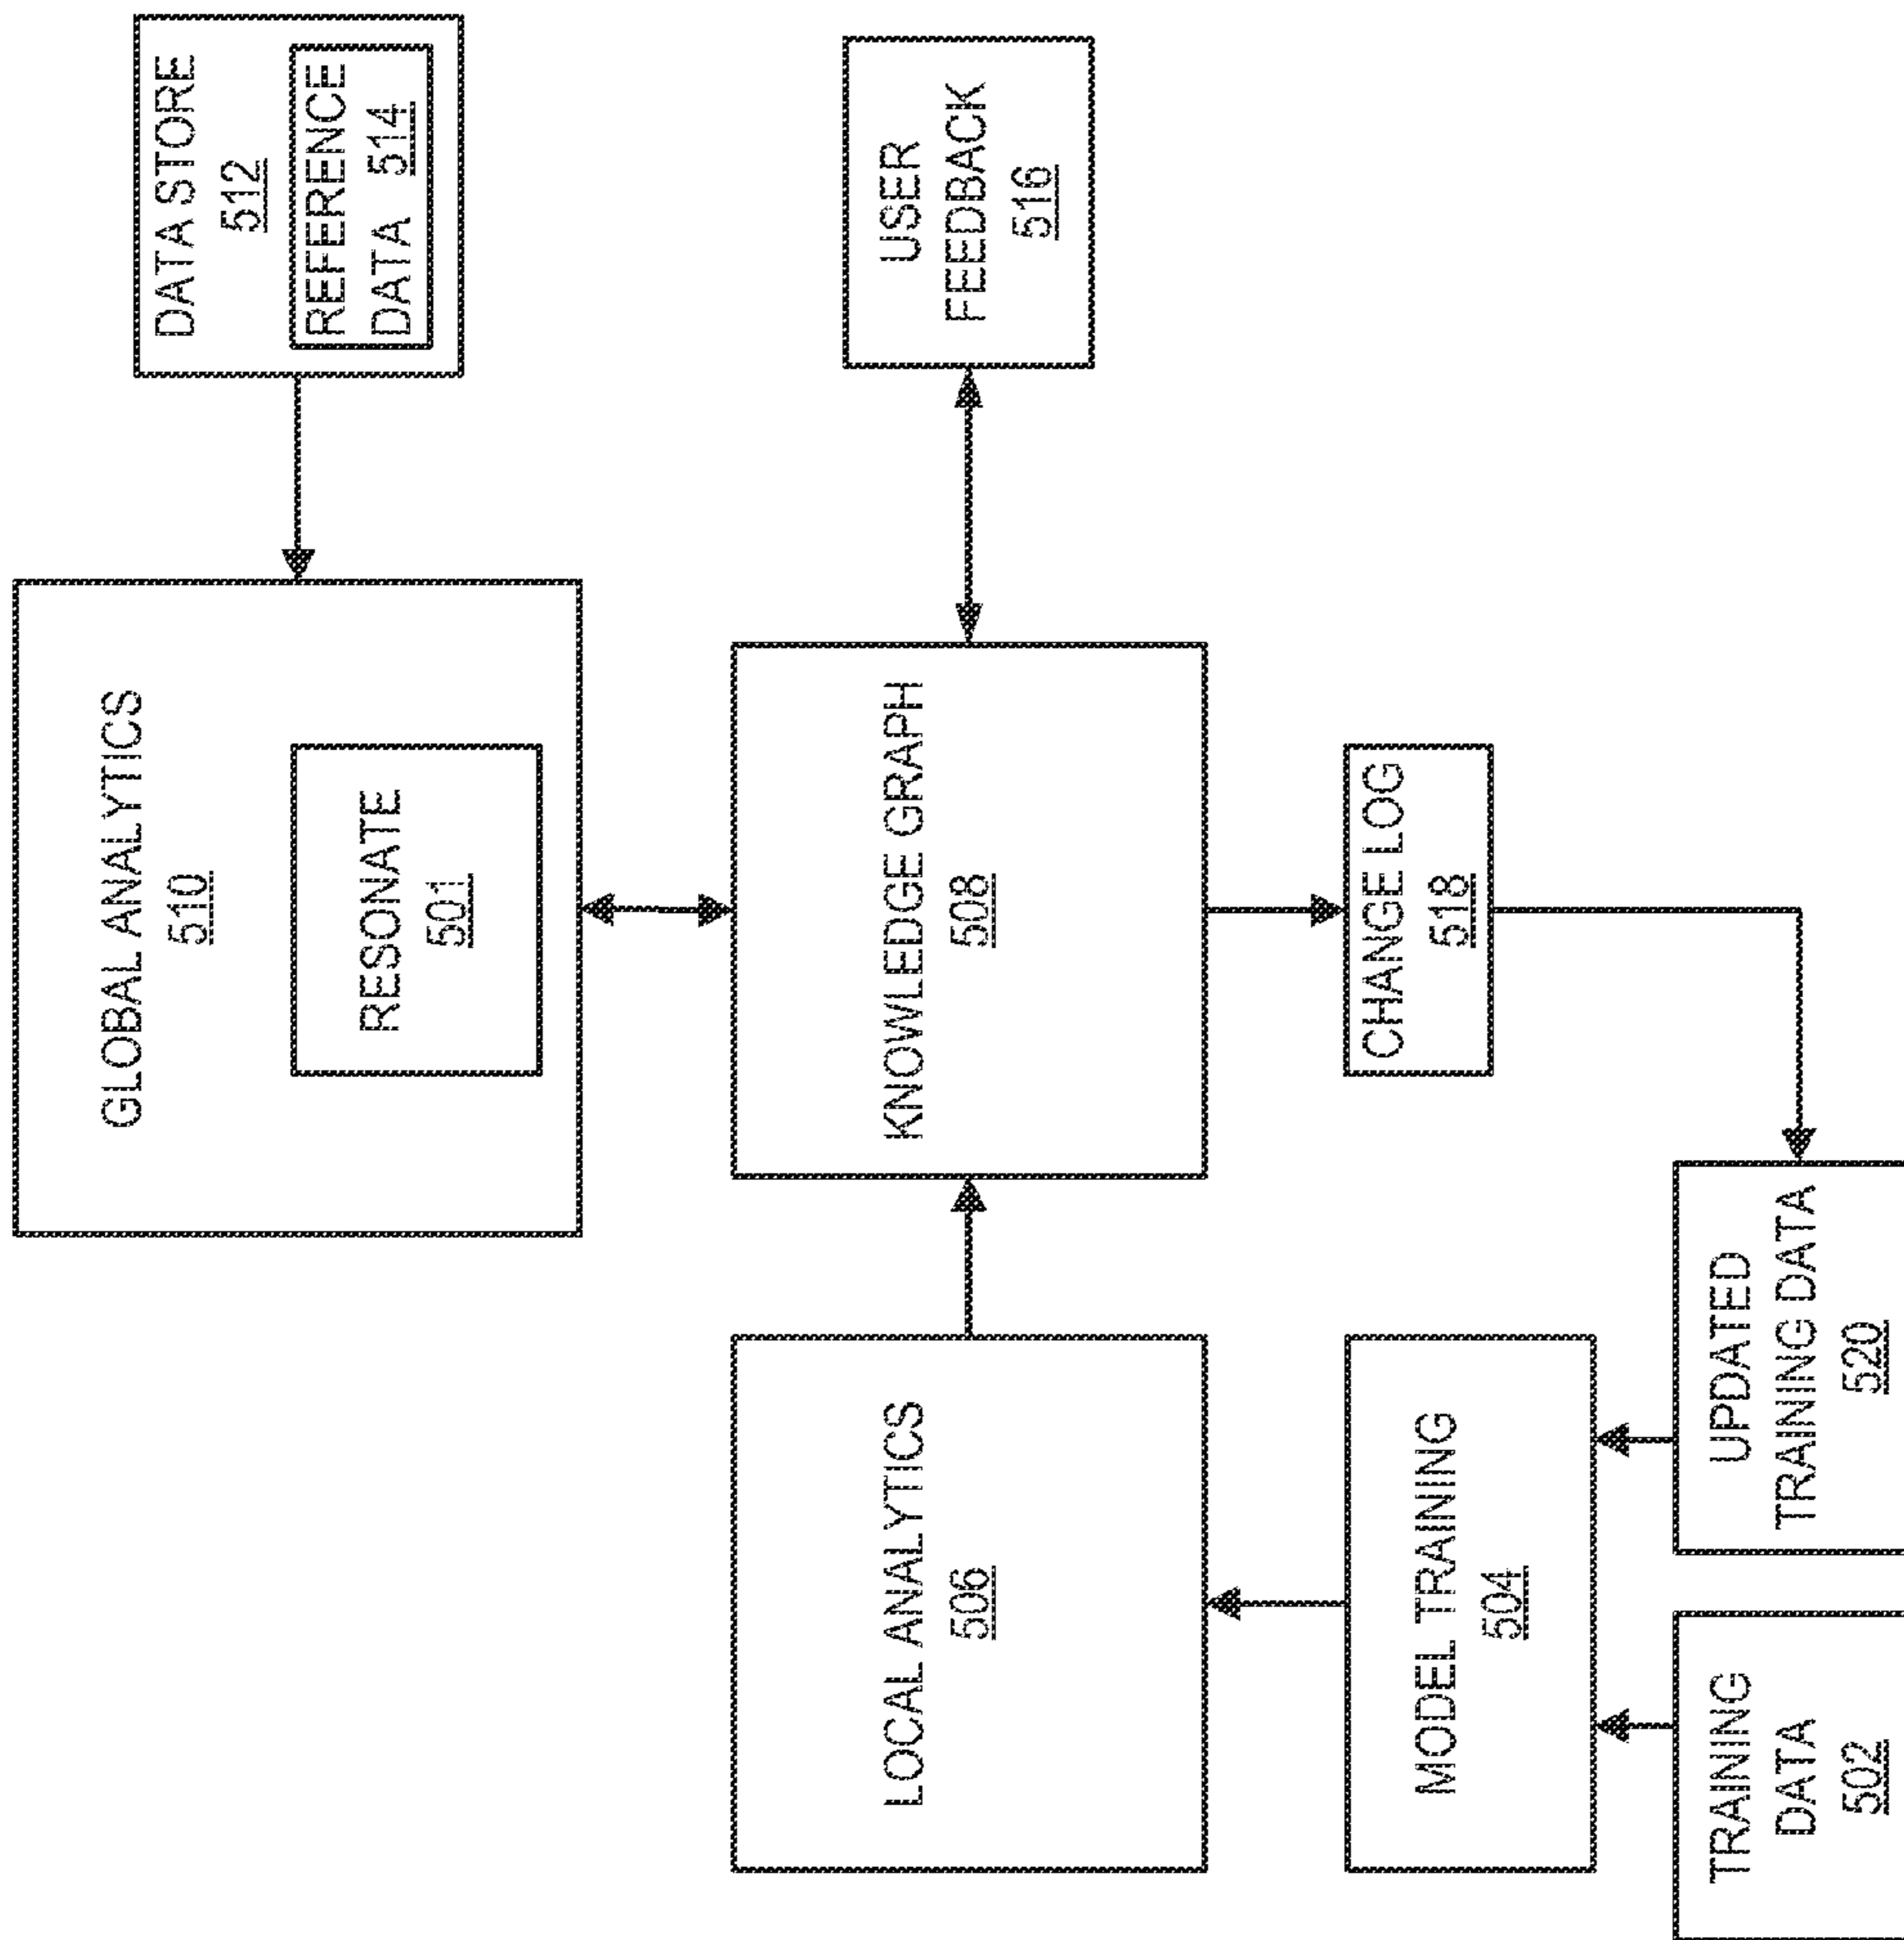 DATA STORE
512
REFERENCE
DATA 514
GLOBAL ANALYTICS
510
RESONATE
501
USER
FEEDBACK
516
KNOWLEDGE GRAPH
508
CHANGE LOG
518
LOCAL ANALYTICS
506
MODEL TRAINING
504
UPDATED
TRAINING DATA
520
TRAINING
DATA
502